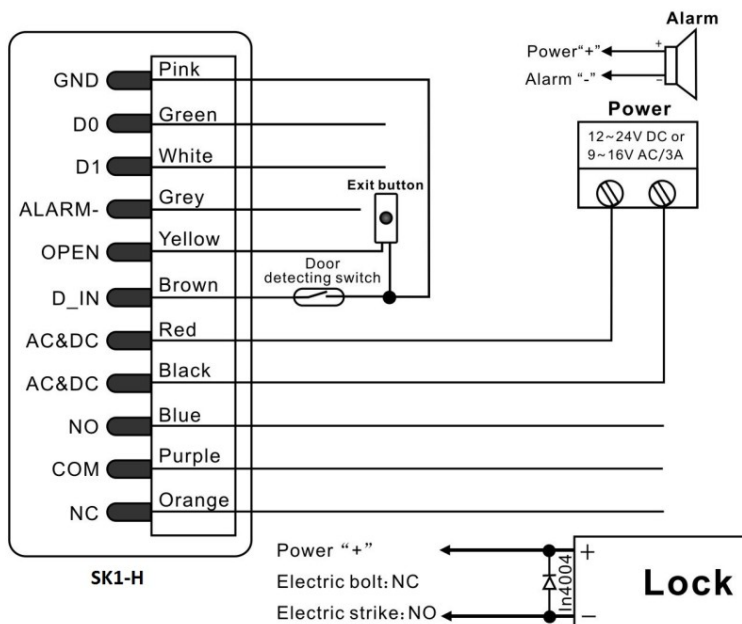 Alarm
Power“+”
+
Alarm “-”
−
Power
12~24V DC or
9~16V AC/3A
GND
Pink
D0
Green
D1
White
ALARM-
Grey
OPEN
Yellow
D_IN
Brown
AC&DC
Red
AC&DC
Black
NO
Blue
COM
Purple
NC
Orange
Exit button
Door
detecting switch
SK1-H
Power “+”
Electric bolt: NC
Electric strike: NO
In4004
+
−
Lock